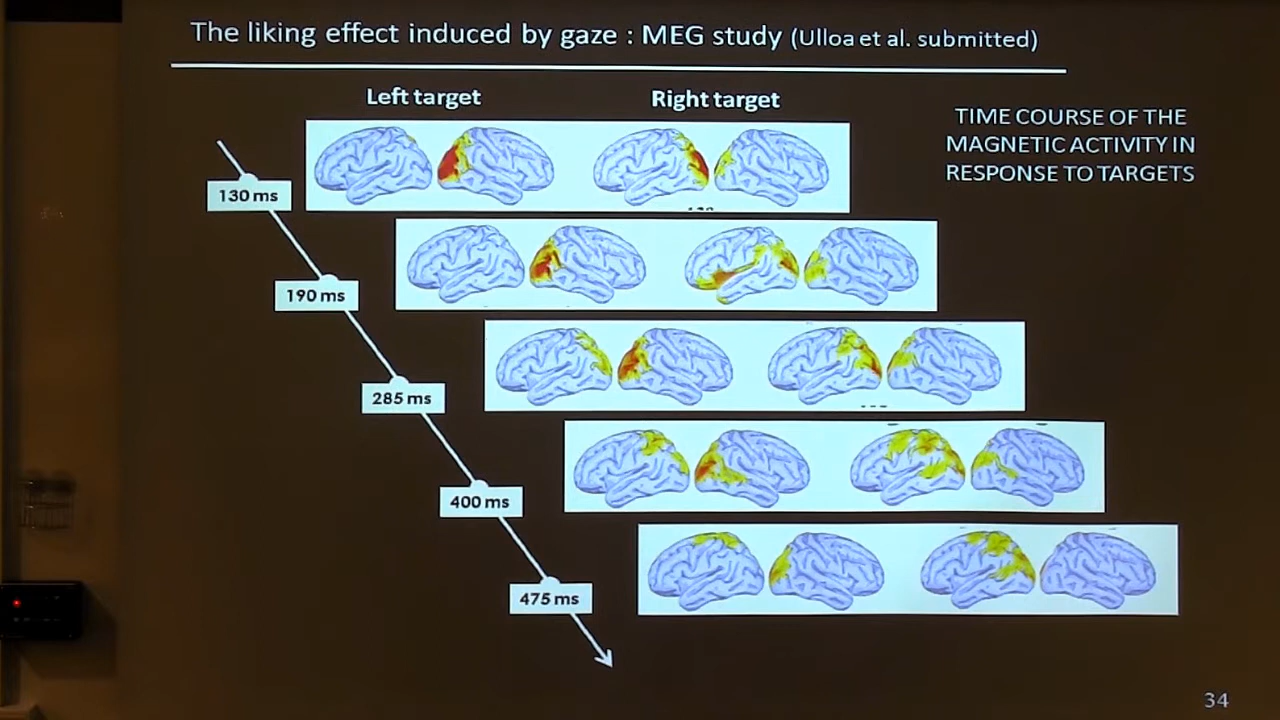 The liking effect induced by gaze : MEG study (Ulloa et al. submitted)
Left target
Right target
TIME COURSE OF THE
MAGNETIC ACTIVITY IN
RESPONSE TO TARGETS
130 ms
190 ms
285 ms
400 ms
475 ms
34